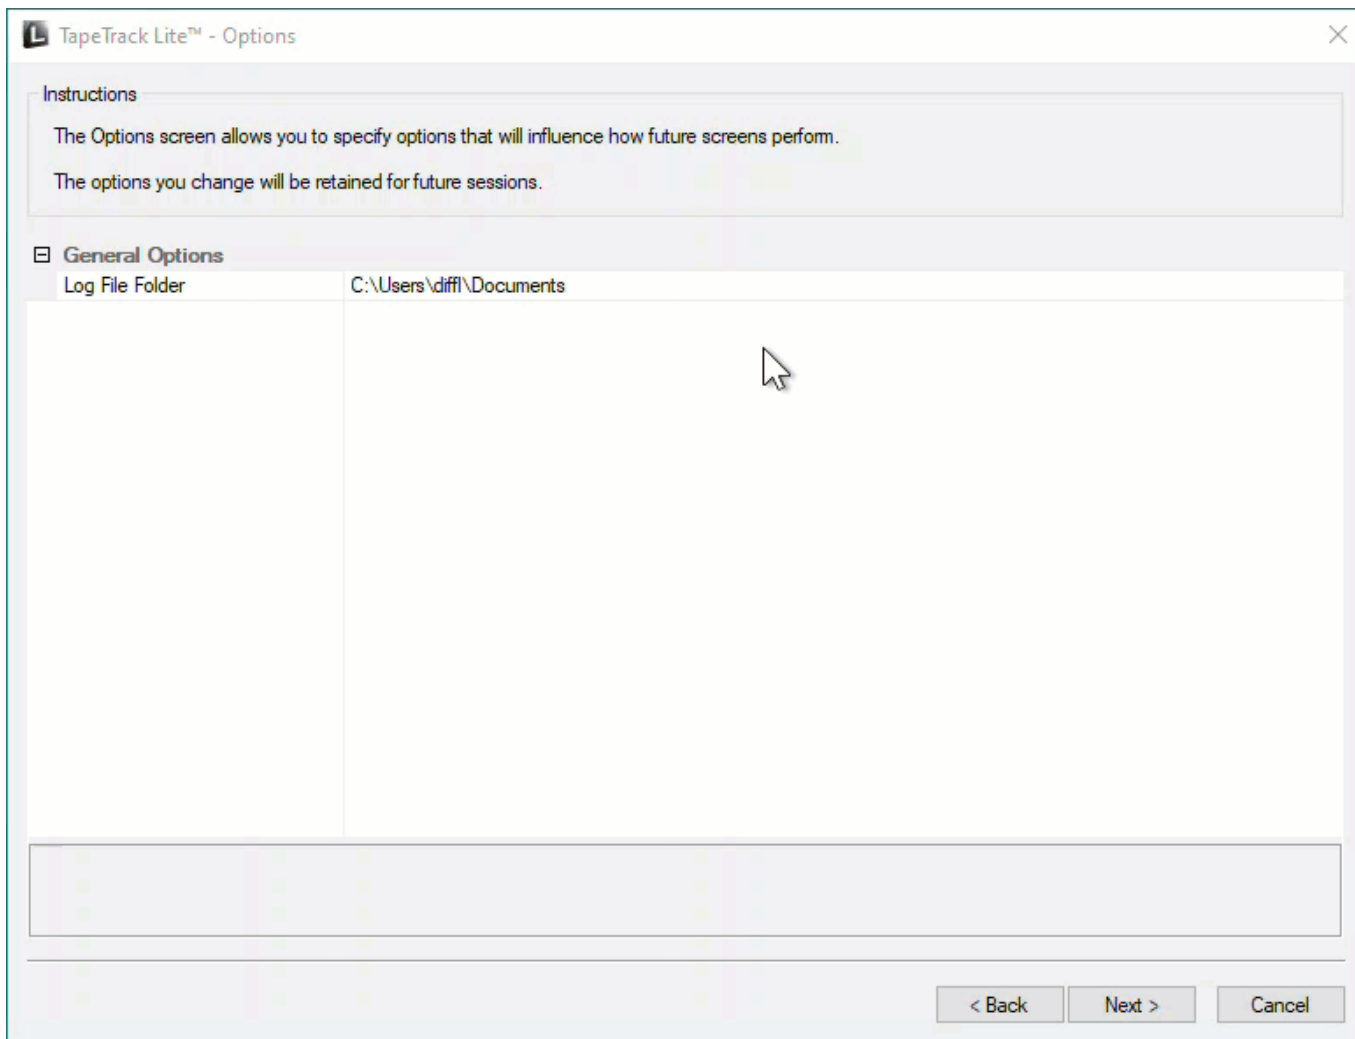 TapeTrack Lite™ - Options
Instructions
The Options screen allows you to specify options that will influence how future screens perform.
The options you change will be retained for future sessions.
General Options
Log File Folder C:\Users\diffl\Documents
< Back Next > Cancel